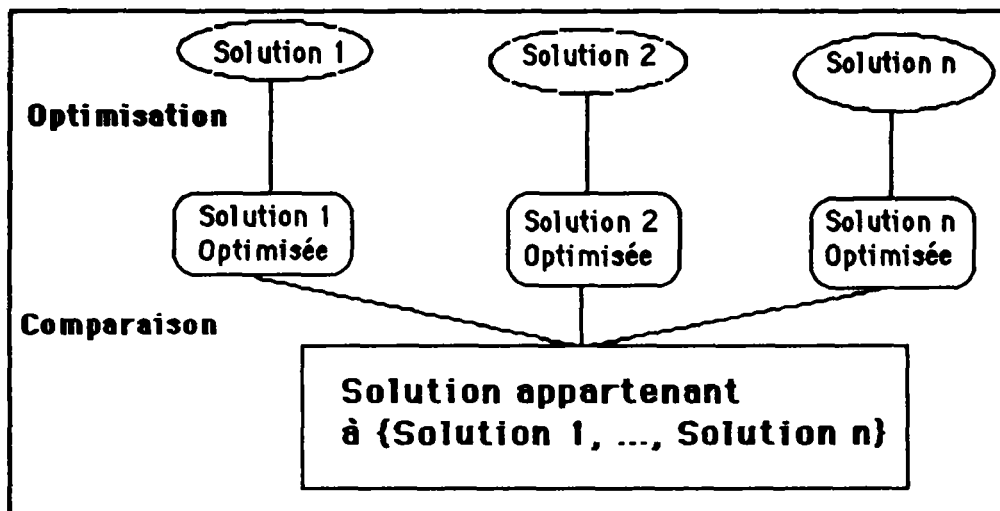 Solution 1
Solution 2
Solution n
Optimisation
Solution 1
Optimisée
Solution 2
Optimisée
Solution n
Optimisée
Comparaison
Solution appartenant
à {Solution 1, ..., Solution n}